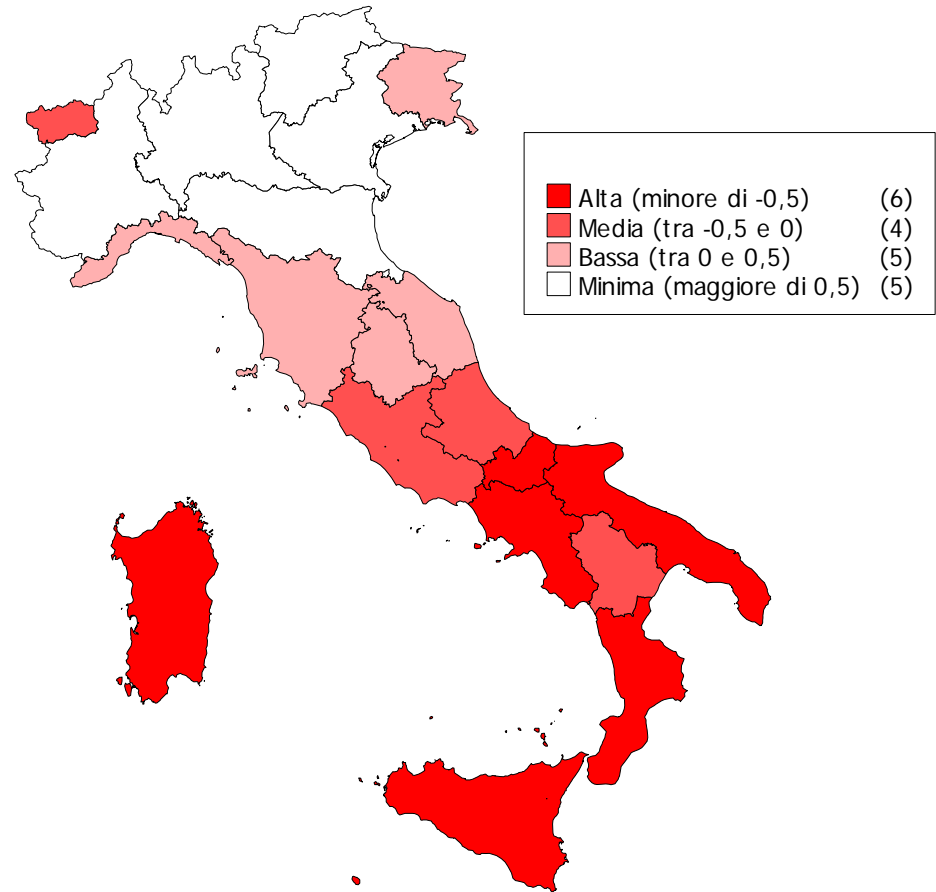 Alta (minore di -0,5) (6)
Media (tra -0,5 e 0) (4)
Bassa (tra 0 e 0,5) (5)
Minima (maggiore di 0,5) (5)